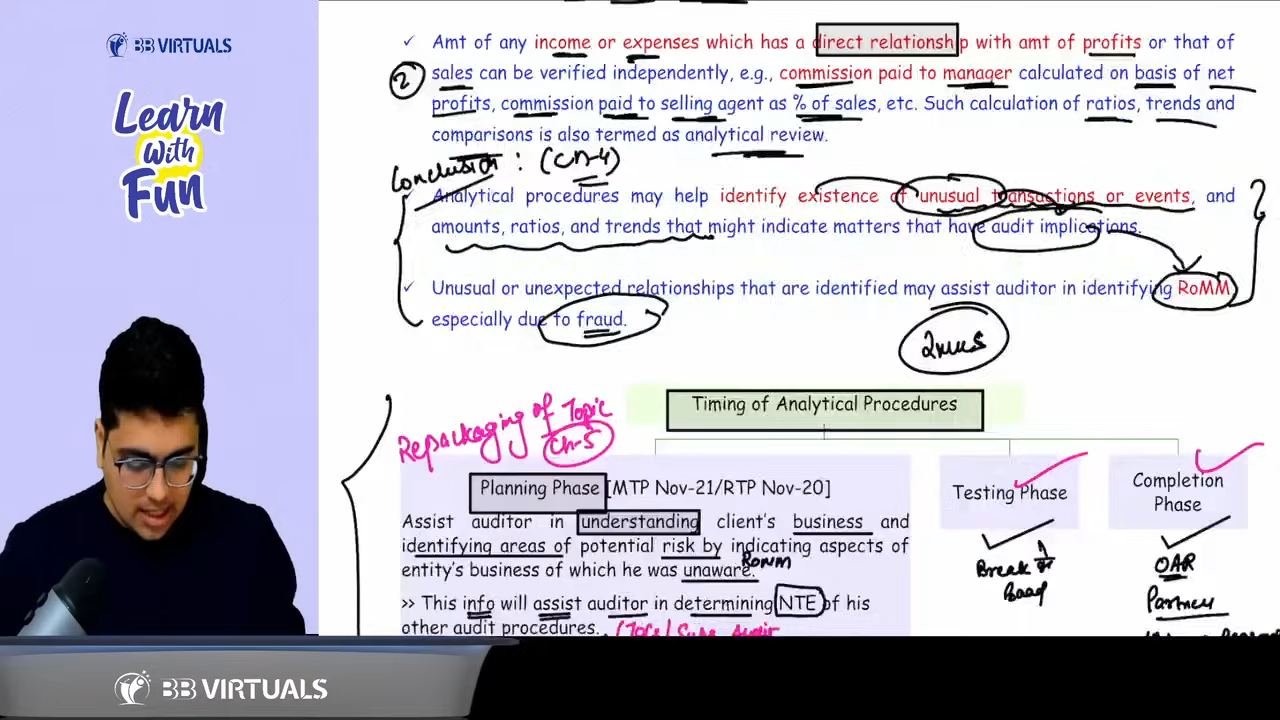 BB VIRTUALS
Learn
With
Fun
✓ Amt of any income or expenses which has a direct relationship with amt of profits or that of
② sales can be verified independently, e.g., commission paid to manager calculated on basis of net
profits, commission paid to selling agent as % of sales, etc. Such calculation of ratios, trends and
comparisons is also termed as analytical review.
Conclusion : (Ch-4)
Analytical procedures may help identify existence of unusual transactions or events, and
amounts, ratios, and trends that might indicate matters that have audit implications.
✓ Unusual or unexpected relationships that are identified may assist auditor in identifying RoMM
especially due to fraud.
Repackaging of Topic
Ch-5
Timing of Analytical Procedures
Planning Phase [MTP Nov-21/RTP Nov-20]
Assist auditor in understanding client's business and
identifying areas of potential risk by indicating aspects of
entity's business of which he was unaware.
RoMM
>> This info will assist auditor in determining NTE of his
other audit procedures.
Testing Phase
Break
Completion
Phase
OAR
Partner
BB VIRTUALS